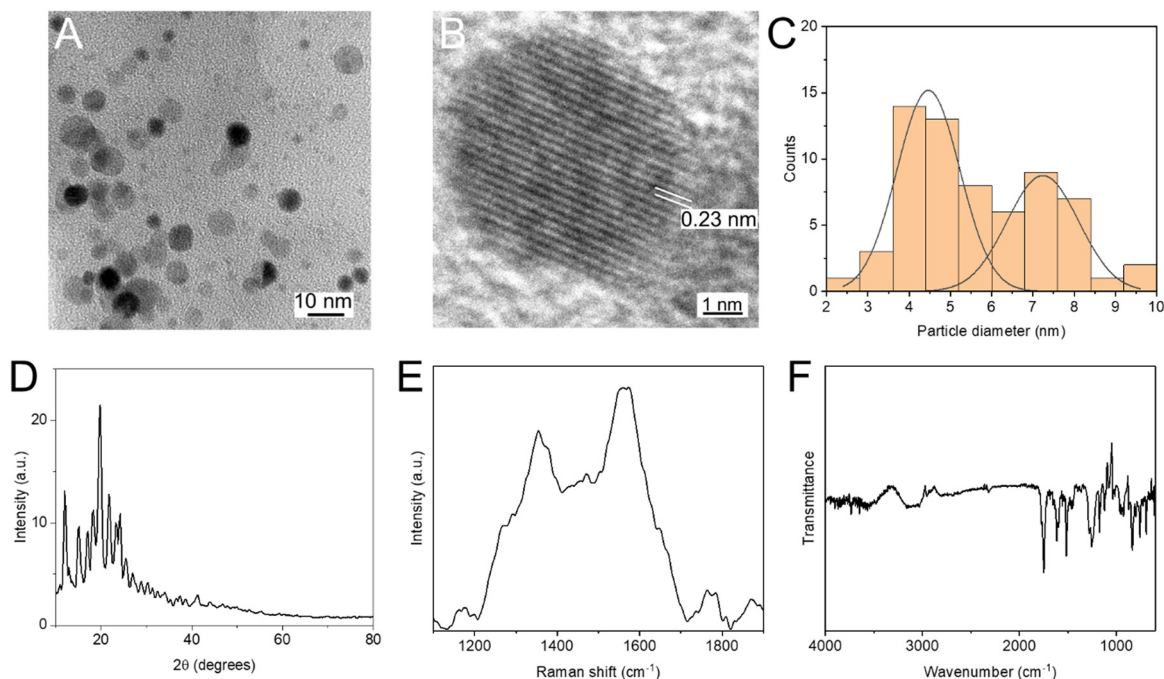 A
10 nm
B
0.23 nm
1 nm
C
20
15
10
5
0
Counts
2 3 4 5 6 7 8 9 10
Particle diameter (nm)
D
20
10
0
Intensity (a.u.)
20 40 60 80
2θ (degrees)
E
Intensity (a.u.)
1200 1400 1600 1800
Raman shift (cm⁻¹)
F
Transmittance
4000 3000 2000 1000
Wavenumber (cm⁻¹)